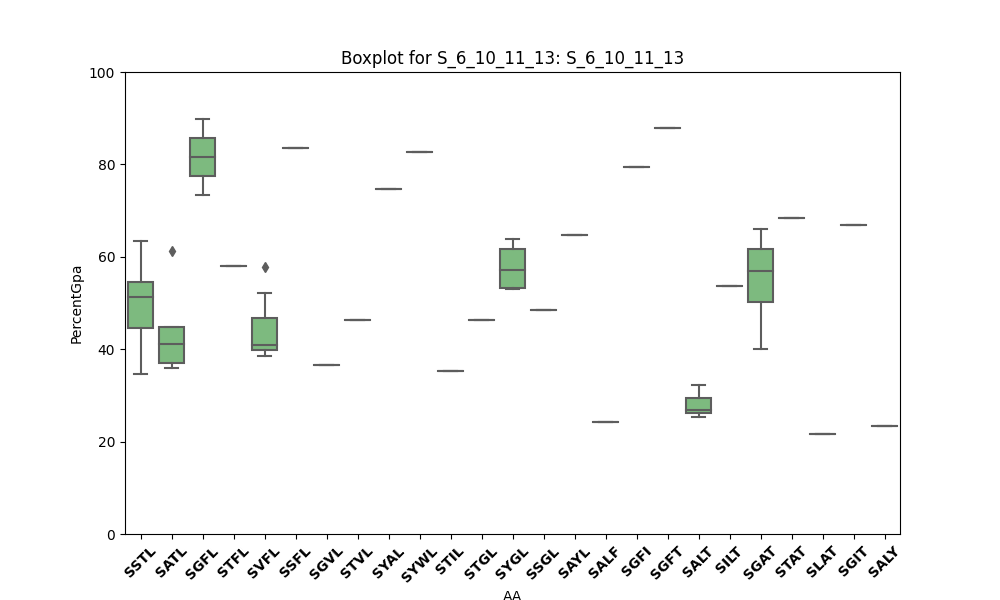 Boxplot for S_6_10_11_13: S_6_10_11_13
PercentGpa
100
80
60
40
20
0
SSTL SATL SGFL STFL SVFL SSFL SGVL STVL SYAL SYWL STIL STGL SYGL SSGL SAYL SALF SGFI SGFT SALT SILT SGAT STAT SLAT SGIT SALY
AA